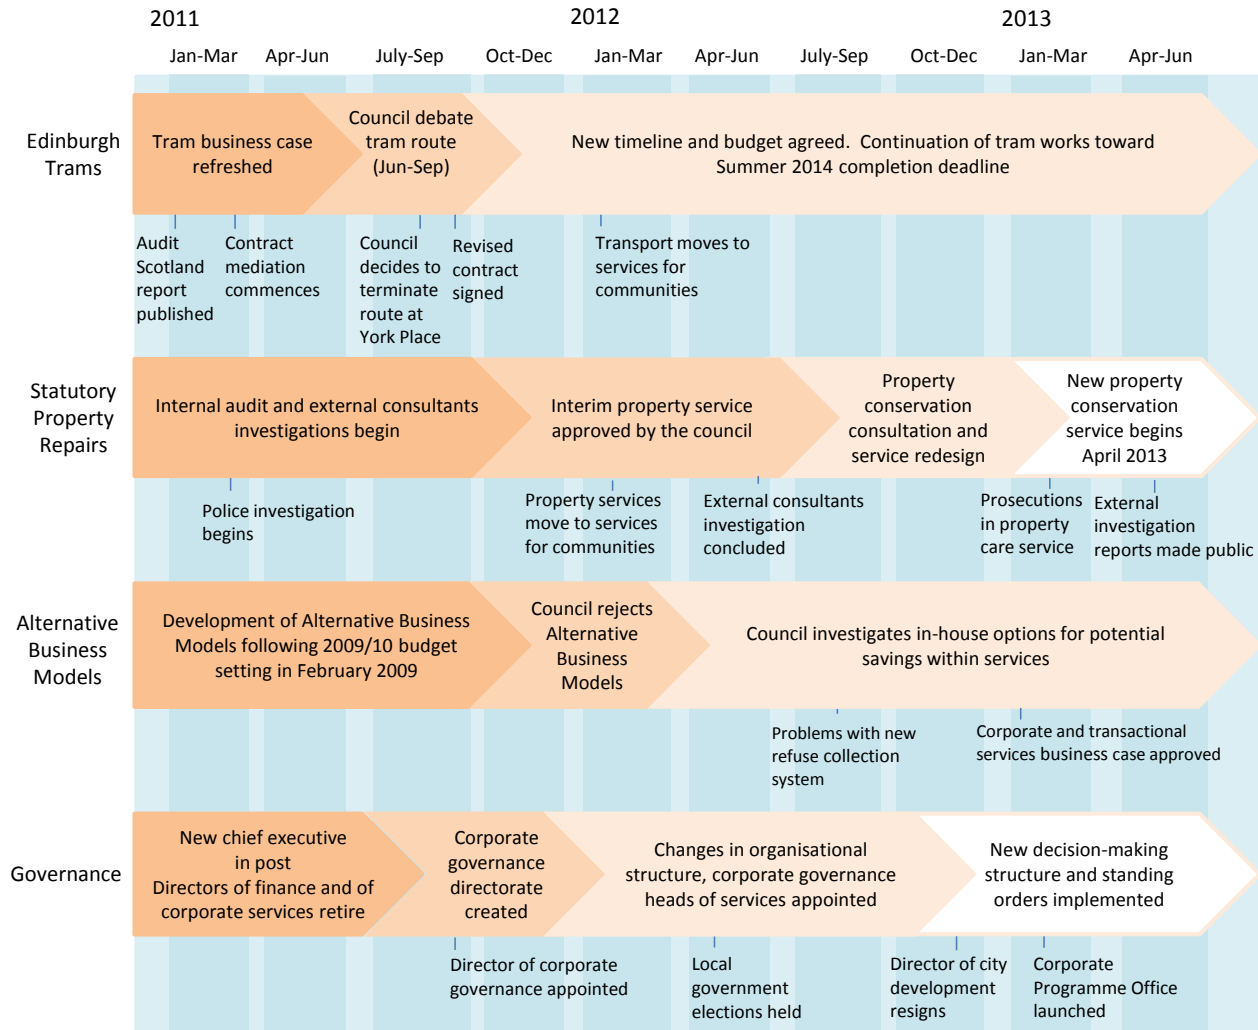 2011
2012
2013
Jan-Mar
Apr-Jun
July-Sep
Oct-Dec
Jan-Mar
Apr-Jun
July-Sep
Oct-Dec
Jan-Mar
Apr-Jun
Edinburgh
Trams
Tram business case
refreshed
Council debate
tram route
(Jun-Sep)
New timeline and budget agreed.  Continuation of tram works toward
Summer 2014 completion deadline
Audit
Scotland
report
published
Contract
mediation
commences
Council
decides to
terminate
route at
York Place
Revised
contract
signed
Transport moves to
services for
communities
Statutory
Property
Repairs
Internal audit and external consultants
investigations begin
Interim property service
approved by the council
Property
conservation
consultation and
service redesign
New property
conservation
service begins
April 2013
Police investigation
begins
Property services
move to services
for communities
External consultants
investigation
concluded
Prosecutions
in property
care service
External
investigation
reports made public
Alternative
Business
Models
Development of Alternative Business
Models following 2009/10 budget
setting in February 2009
Council rejects
Alternative
Business
Models
Council investigates in-house options for potential
savings within services
Problems with new
refuse collection
system
Corporate and transactional
services business case approved
Governance
New chief executive
in post
Directors of finance and of
corporate services retire
Corporate
governance
directorate
created
Changes in organisational
structure, corporate governance
heads of services appointed
New decision-making
structure and standing
orders implemented
Director of corporate
governance appointed
Local
government
elections held
Director of city
development
resigns
Corporate
Programme Office
launched